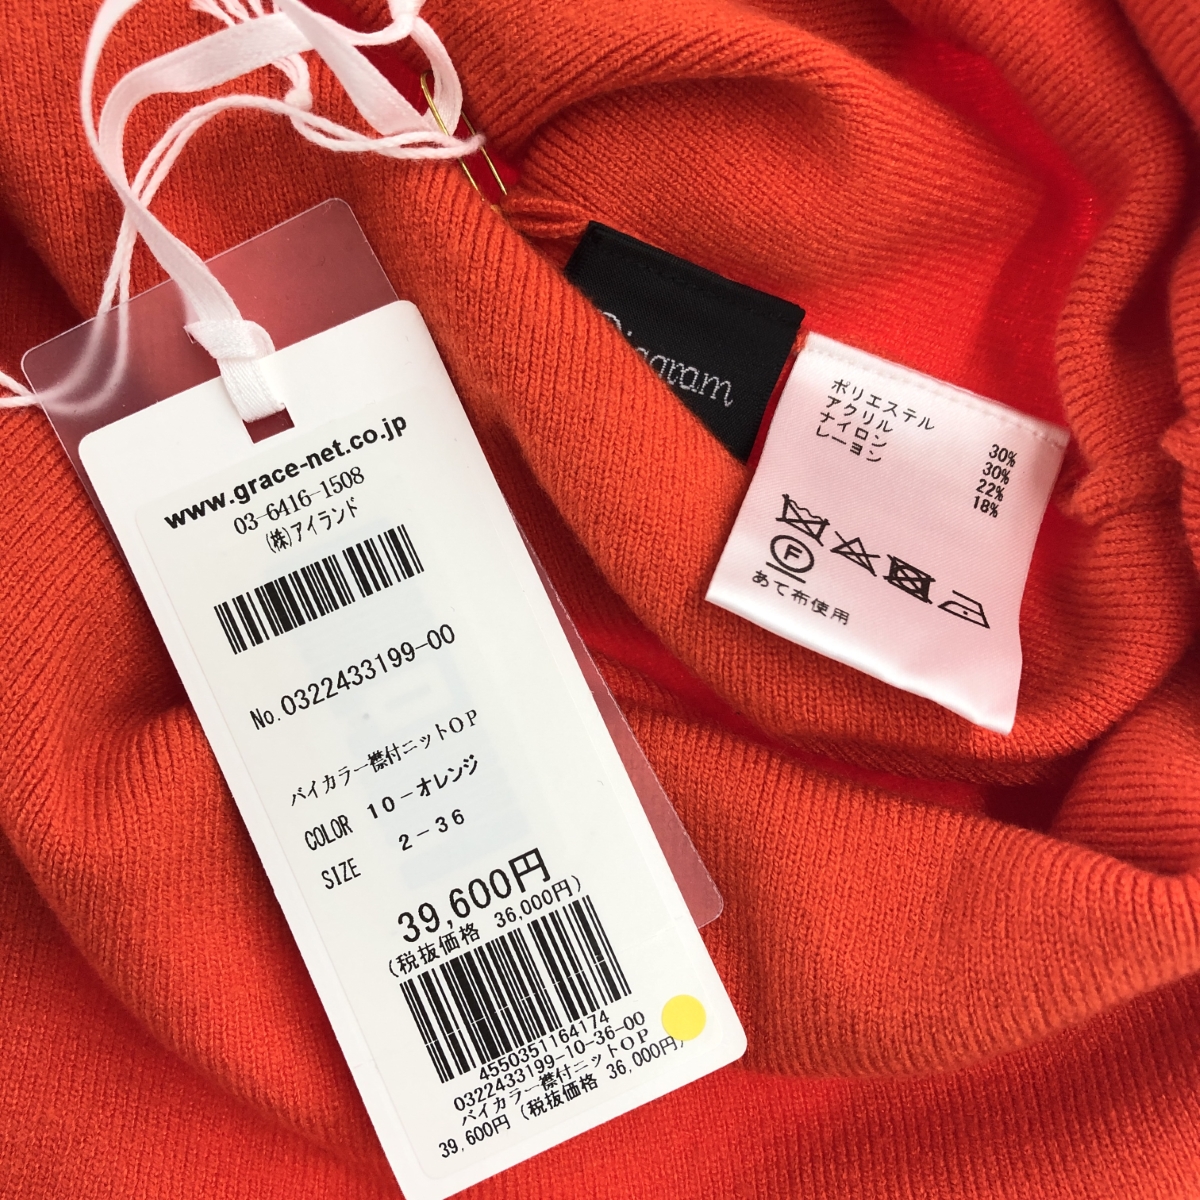 www.grace-net.co.jp
03-6416-1508
(株)アイランド
No.0322433199-00
バイカラー襟付ニットOP
COLOR 10-オレンジ
SIZE 2-36
39,600円
(税抜価格 36,000円)
4550351164174
0322433199-10-36-00
バイカラー襟付ニットOP
39,600円 (税抜価格 36,000円)
ポリエステル 30%
アクリル 30%
ナイロン 22%
レーヨン 18%
F
あて布使用